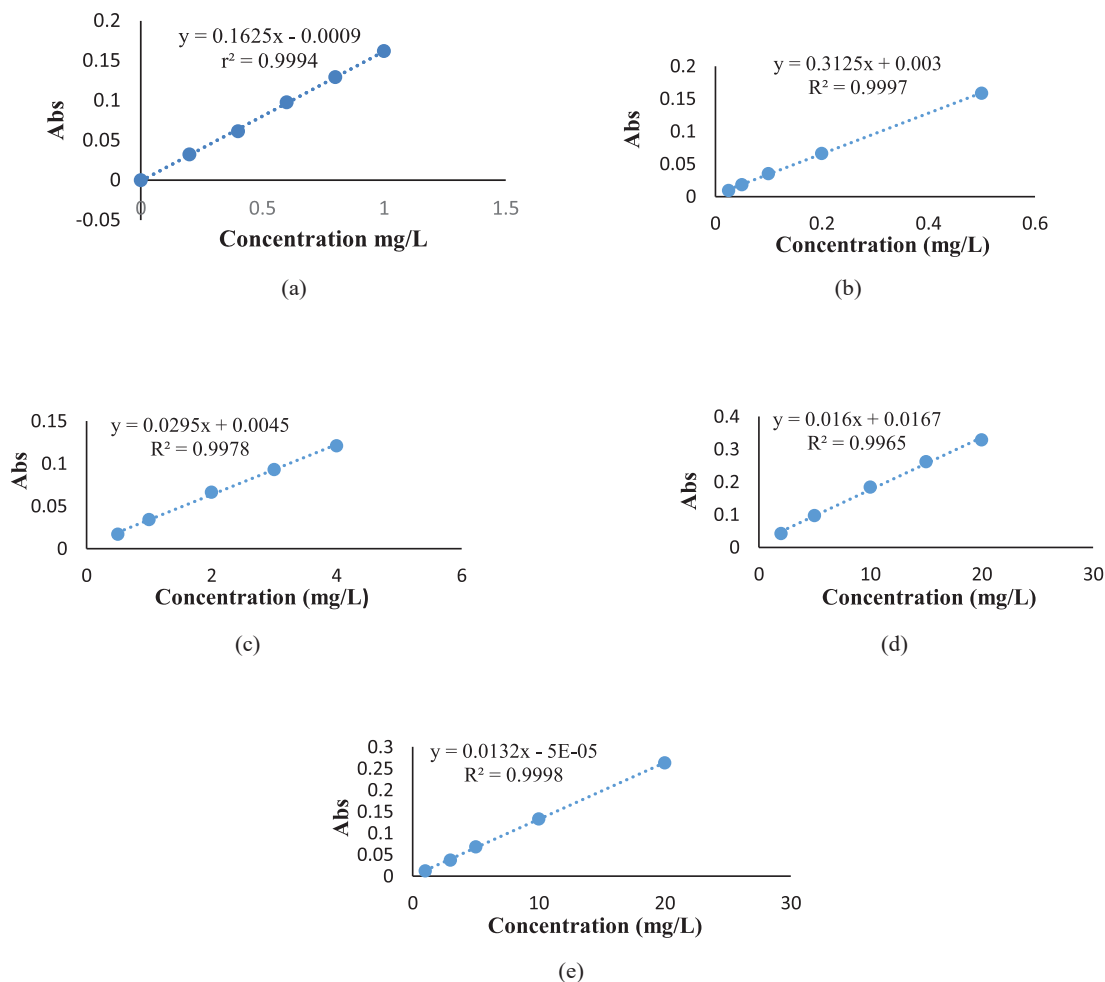 y = 0.1625x - 0.0009
r² = 0.9994
0.2
0.15
0.1
0.05
0
-0.05
Abs
0
0.5
1
1.5
Concentration mg/L
(a)
y = 0.3125x + 0.003
R² = 0.9997
0.2
0.15
0.1
0.05
0
Abs
0
0.2
0.4
0.6
Concentration (mg/L)
(b)
y = 0.0295x + 0.0045
R² = 0.9978
0.15
0.1
0.05
0
Abs
0
2
4
6
Concentration (mg/L)
(c)
y = 0.016x + 0.0167
R² = 0.9965
0.4
0.3
0.2
0.1
0
Abs
0
10
20
30
Concentration (mg/L)
(d)
y = 0.0132x - 5E-05
R² = 0.9998
0.3
0.25
0.2
0.15
0.1
0.05
0
Abs
0
10
20
30
Concentration (mg/L)
(e)